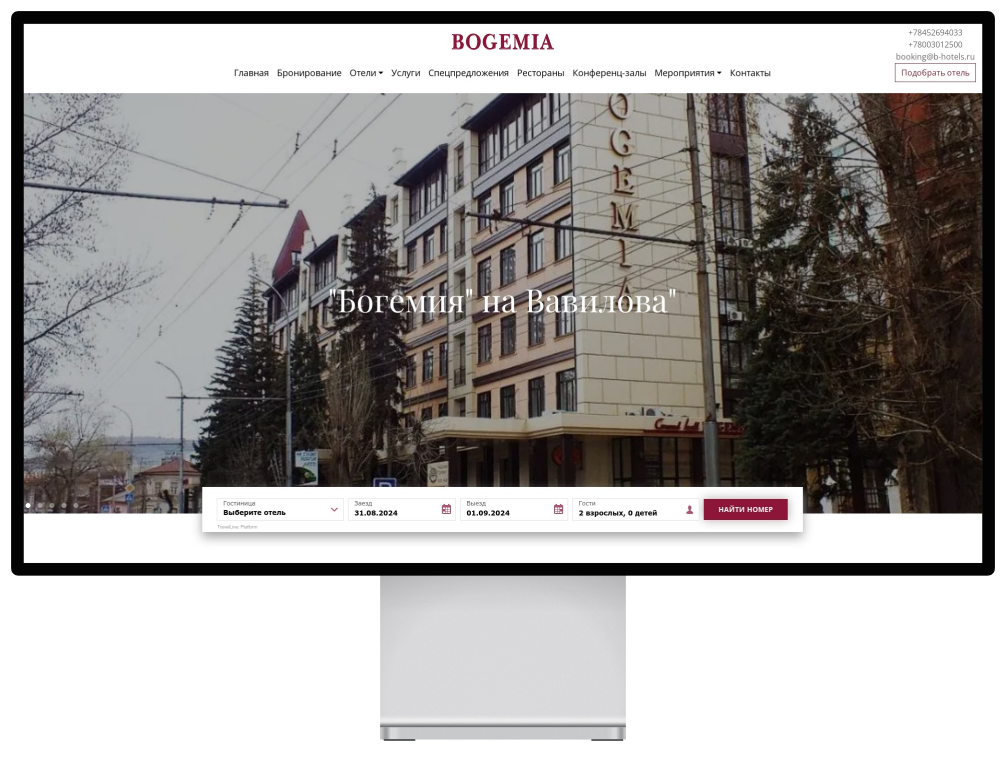 BOGEMIA
+78452694033
+78003012500
booking@b-hotels.ru
Подобрать отель
Главная Бронирование Отели Услуги Спецпредложения Рестораны Конференц-залы Мероприятия Контакты
BOGEMIA
"Богемия" на Вавилова"
Гостиница
Выберите отель
Заезд
31.08.2024
Выезд
01.09.2024
Гости
2 взрослых, 0 детей
НАЙТИ НОМЕР
TravelLine: Platform